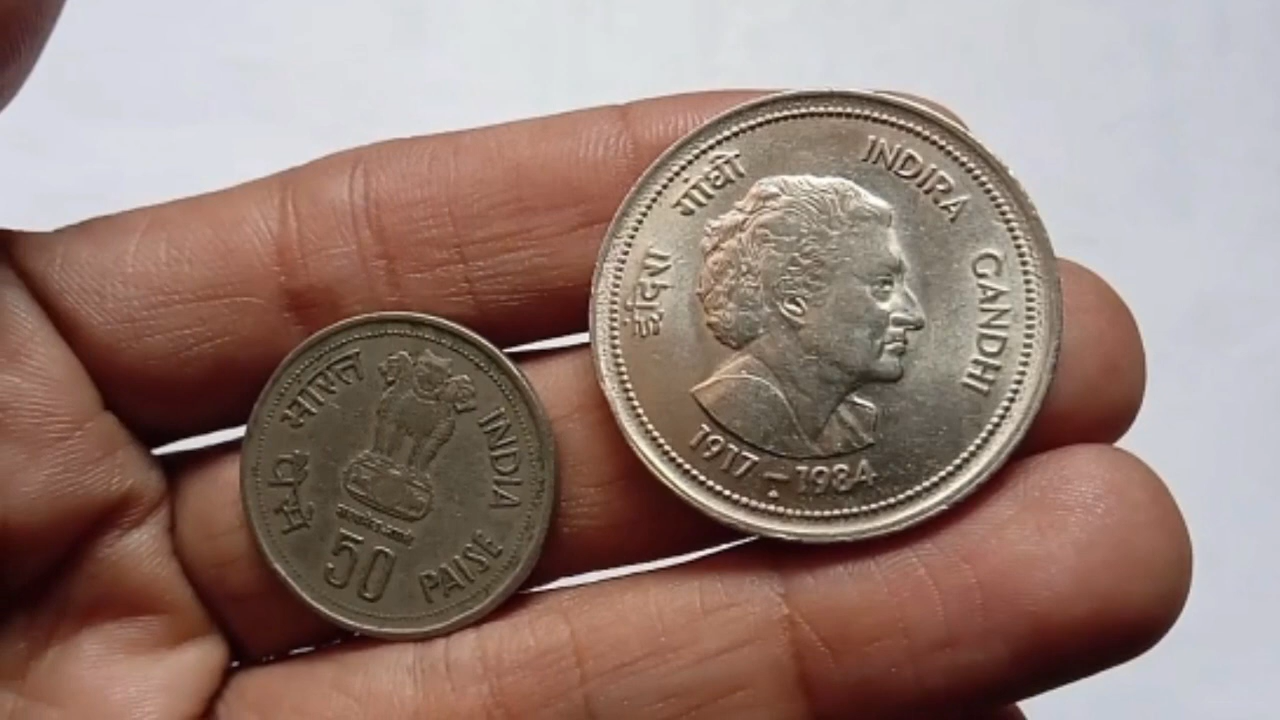 भारत
INDIA
पैसे
50
PAISE
इंदिरा गांधी
INDIRA GANDHI
1917 – 1984